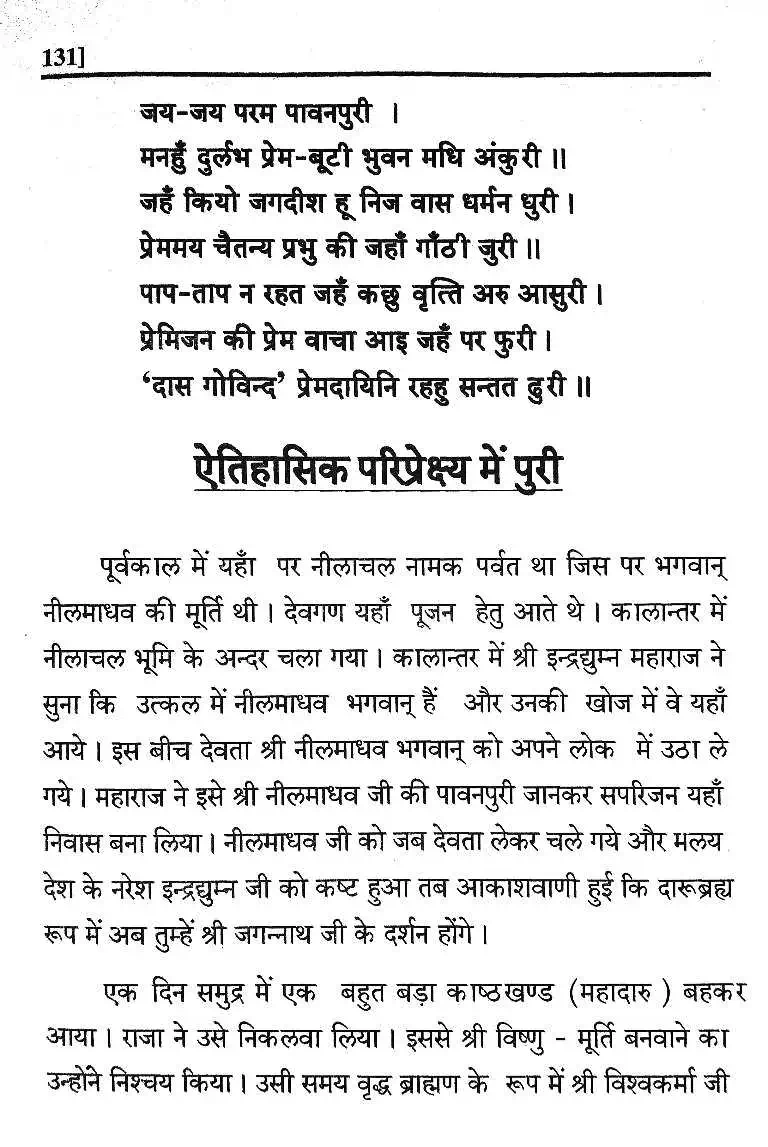 131]
जय-जय परम पावनपुरी ।
मनहुँ दुर्लभ प्रेम-बूटी भुवन मधि अंकुरी ॥
जहँ कियो जगदीश हू निज वास धर्मन धुरी ।
प्रेममय चैतन्य प्रभु की जहाँ गाँठी जुरी ॥
पाप-ताप न रहत जहँ कछु वृत्ति अरु आसुरी ।
प्रेमिजन की प्रेम वाचा आइ जहँ पर फुरी ।
‘दास गोविन्द’ प्रेमदायिनि रहहु सन्तत ढुरी ॥
ऐतिहासिक परिप्रेक्ष्य में पुरी
पूर्वकाल में यहाँ पर नीलाचल नामक पर्वत था जिस पर भगवान्
नीलमाधव की मूर्ति थी । देवगण यहाँ पूजन हेतु आते थे । कालान्तर में
नीलाचल भूमि के अन्दर चला गया । कालान्तर में श्री इन्द्रद्युम्न महाराज ने
सुना कि उत्कल में नीलमाधव भगवान् हैं और उनकी खोज में वे यहाँ
आये । इस बीच देवता श्री नीलमाधव भगवान् को अपने लोक में उठा ले
गये । महाराज ने इसे श्री नीलमाधव जी की पावनपुरी जानकर सपरिजन यहाँ
निवास बना लिया । नीलमाधव जी को जब देवता लेकर चले गये और मलय
देश के नरेश इन्द्रद्युम्न जी को कष्ट हुआ तब आकाशवाणी हुई कि दारूब्रह्म
रूप में अब तुम्हें श्री जगन्नाथ जी के दर्शन होंगे ।
एक दिन समुद्र में एक बहुत बड़ा काष्ठखण्ड (महादारु ) बहकर
आया । राजा ने उसे निकलवा लिया । इससे श्री विष्णु - मूर्ति बनवाने का
उन्होंने निश्चय किया । उसी समय वृद्ध ब्राह्मण के रूप में श्री विश्वकर्मा जी